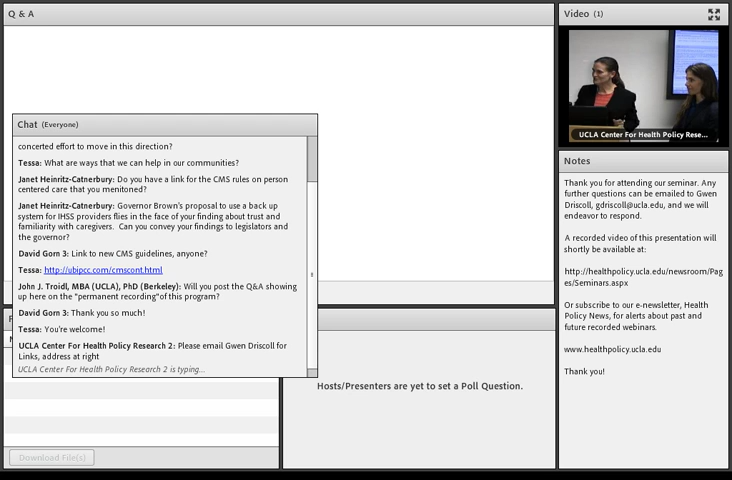 Q & A
Chat (Everyone)
concerted effort to move in this direction?
Tessa: What are ways that we can help in our communities?
Janet Heinritz-Catnerbury: Do you have a link for the CMS rules on person
centered care that you menitoned?
Janet Heinritz-Catnerbury: Governor Brown's proposal to use a back up
system for IHSS providers flies in the face of your finding about trust and
familiarity with caregivers. Can you convey your findings to legislators and
the governor?
David Gorn 3: Link to new CMS guidelines, anyone?
Tessa: http://ubipcc.com/cmscont.html
John J. Troidl, MBA (UCLA), PhD (Berkeley): Will you post the Q&A showing
up here on the "permanent recording"of this program?
David Gorn 3: Thank you so much!
Tessa: You're welcome!
UCLA Center For Health Policy Research 2: Please email Gwen Driscoll for
Links, address at right
UCLA Center For Health Policy Research 2 is typing...
Download File(s)
Hosts/Presenters are yet to set a Poll Question.
Video (1)
UCLA Center For Health Policy Rese...
Notes
Thank you for attending our seminar. Any
further questions can be emailed to Gwen
Driscoll, gdriscoll@ucla.edu, and we will
endeavor to respond.
A recorded video of this presentation will
shortly be available at:
http://healthpolicy.ucla.edu/newsroom/Pag
es/Seminars.aspx
Or subscribe to our e-newsletter, Health
Policy News, for alerts about past and
future recorded webinars.
www.healthpolicy.ucla.edu
Thank you!